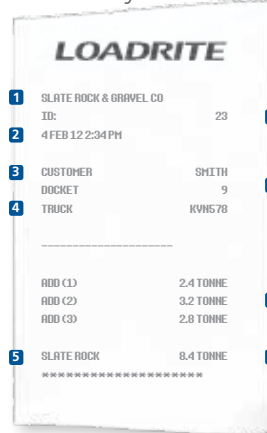 LOADRITE
1 SLATE ROCK & GRAVEL CO
ID: 23
2 4 FEB 12 2:34 PM
3 CUSTOMER SMITH
DOCKET 9
4 TRUCK KVN578
---------------------
ADD (1) 2.4 TONNE
ADD (2) 3.2 TONNE
ADD (3) 2.8 TONNE
5 SLATE ROCK 8.4 TONNE
********************